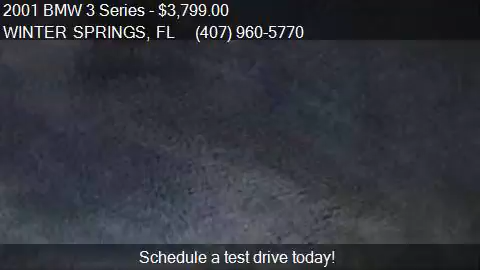 2001 BMW 3 Series - $3,799.00
WINTER SPRINGS, FL (407) 960-5770
Schedule a test drive today!